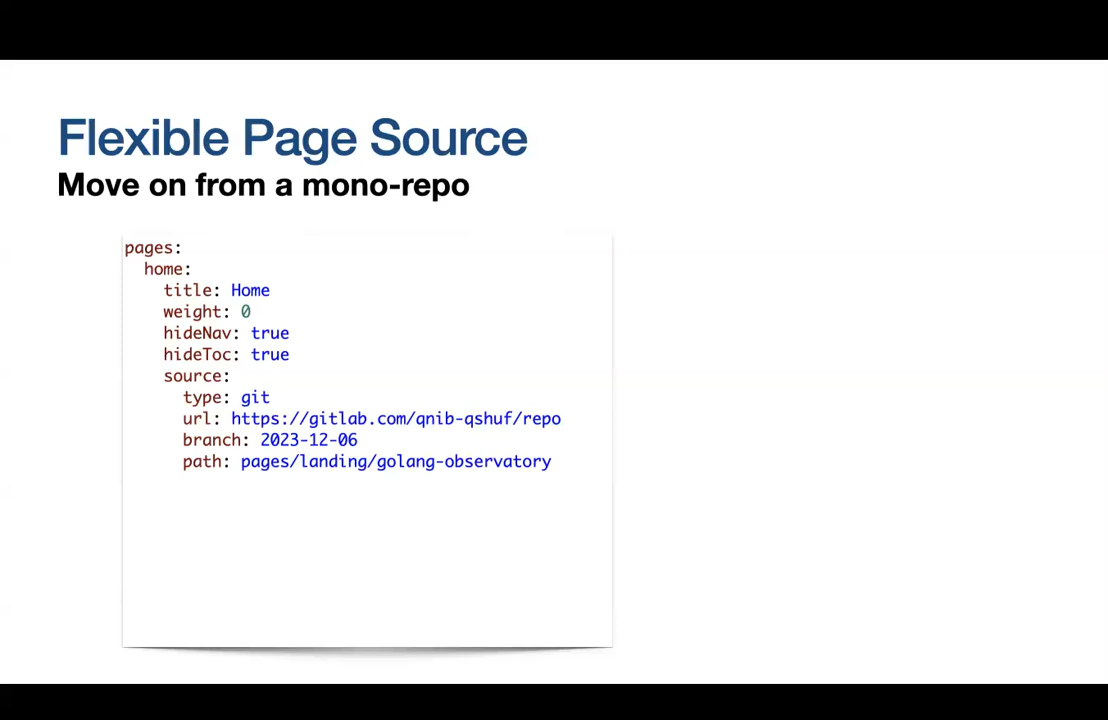 Flexible Page Source
Move on from a mono-repo
pages:
  home:
    title: Home
    weight: 0
    hideNav: true
    hideToc: true
    source:
      type: git
      url: https://gitlab.com/qnib-qshuf/repo
      branch: 2023-12-06
      path: pages/landing/golang-observatory